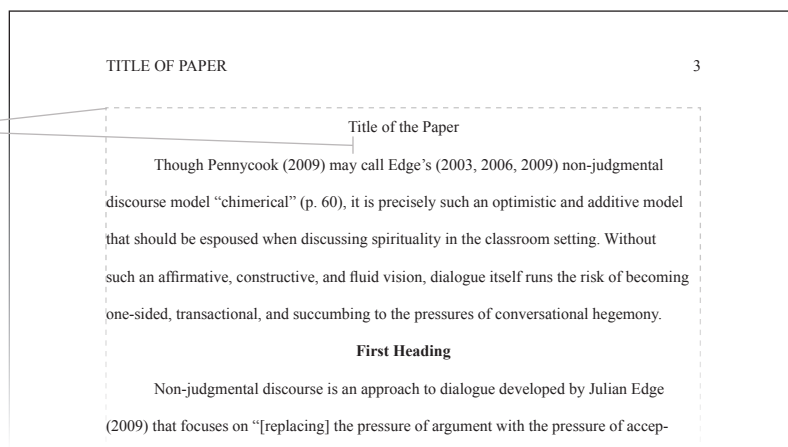 TITLE OF PAPER 3
Title of the Paper
Though Pennycook (2009) may call Edge’s (2003, 2006, 2009) non-judgmental
discourse model “chimerical” (p. 60), it is precisely such an optimistic and additive model
that should be espoused when discussing spirituality in the classroom setting. Without
such an affirmative, constructive, and fluid vision, dialogue itself runs the risk of becoming
one-sided, transactional, and succumbing to the pressures of conversational hegemony.
First Heading
Non-judgmental discourse is an approach to dialogue developed by Julian Edge
(2009) that focuses on “[replacing] the pressure of argument with the pressure of accep-